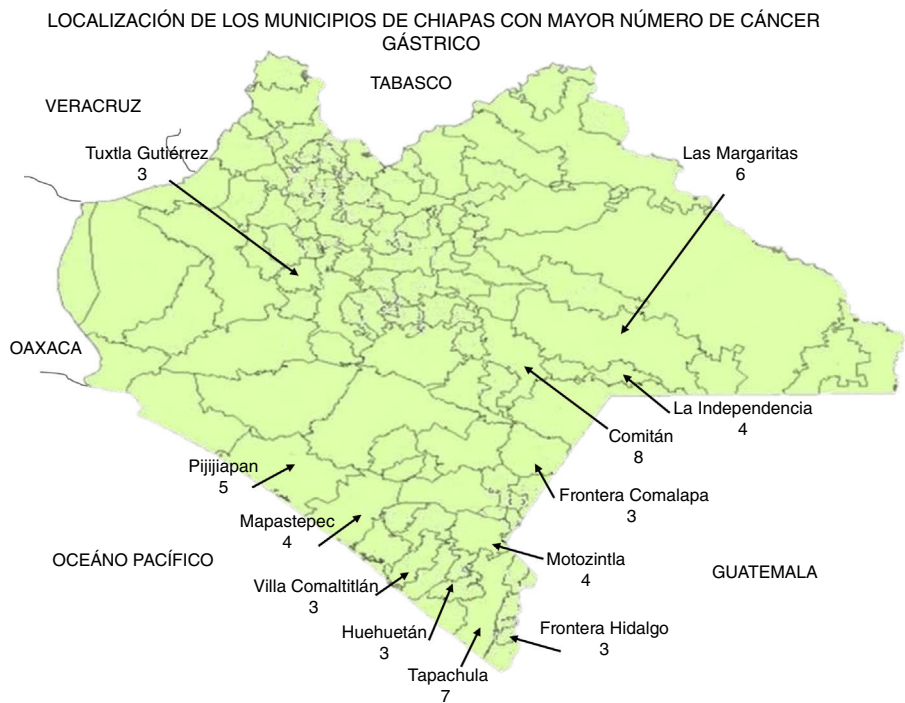 LOCALIZACIÓN DE LOS MUNICIPIOS DE CHIAPAS CON MAYOR NÚMERO DE CÁNCER
GÁSTRICO
TABASCO
VERACRUZ
Tuxtla Gutiérrez
3
Las Margaritas
6
OAXACA
La Independencia
4
Comitán
8
Pijijiapan
5
Frontera Comalapa
3
Mapastepec
4
OCEÁNO PACÍFICO
Motozintla
4
GUATEMALA
Villa Comaltitlán
3
Huehuetán
3
Frontera Hidalgo
3
Tapachula
7